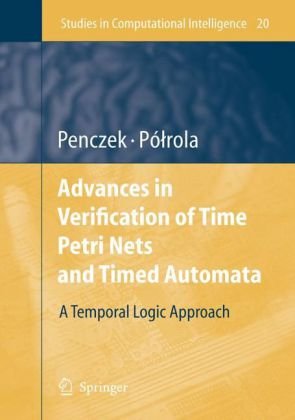 Studies in Computational Intelligence 20
Penczek · Półrola
Advances in
Verification of Time
Petri Nets
and Timed Automata
A Temporal Logic Approach
Springer